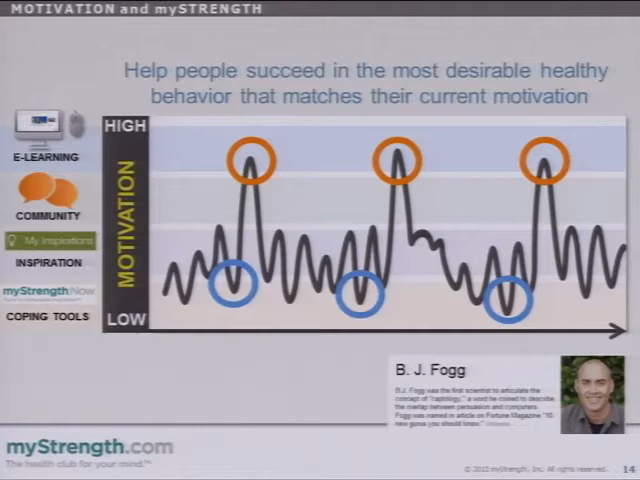 MOTIVATION and mySTRENGTH
Help people succeed in the most desirable healthy
behavior that matches their current motivation
HIGH
E-LEARNING
MOTIVATION
COMMUNITY
My Inspirations
INSPIRATION
myStrengthNow
COPING TOOLS
LOW
B. J. Fogg
B.J. Fogg was the first scientist to articulate the
concept of "captology," a word he coined to describe
the overlap between persuasion and computers.
Fogg was named in article on Fortune Magazine "10
new gurus you should know."
myStrength.com
The health club for your mind.™
© 2013 myStrength, Inc. All rights reserved. 14